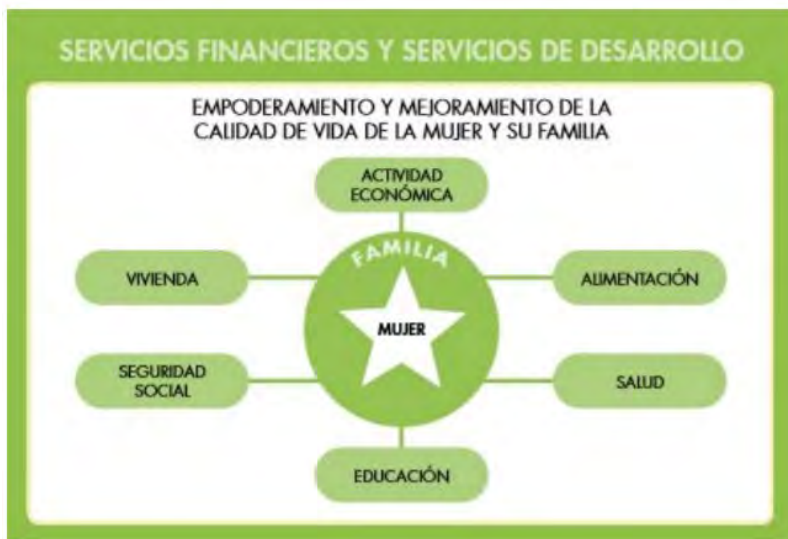 SERVICIOS FINANCIEROS Y SERVICIOS DE DESARROLLO
EMPODERAMIENTO Y MEJORAMIENTO DE LA
CALIDAD DE VIDA DE LA MUJER Y SU FAMILIA
ACTIVIDAD
ECONÓMICA
FAMILIA
VIVIENDA
ALIMENTACIÓN
MUJER
SEGURIDAD
SOCIAL
SALUD
EDUCACIÓN